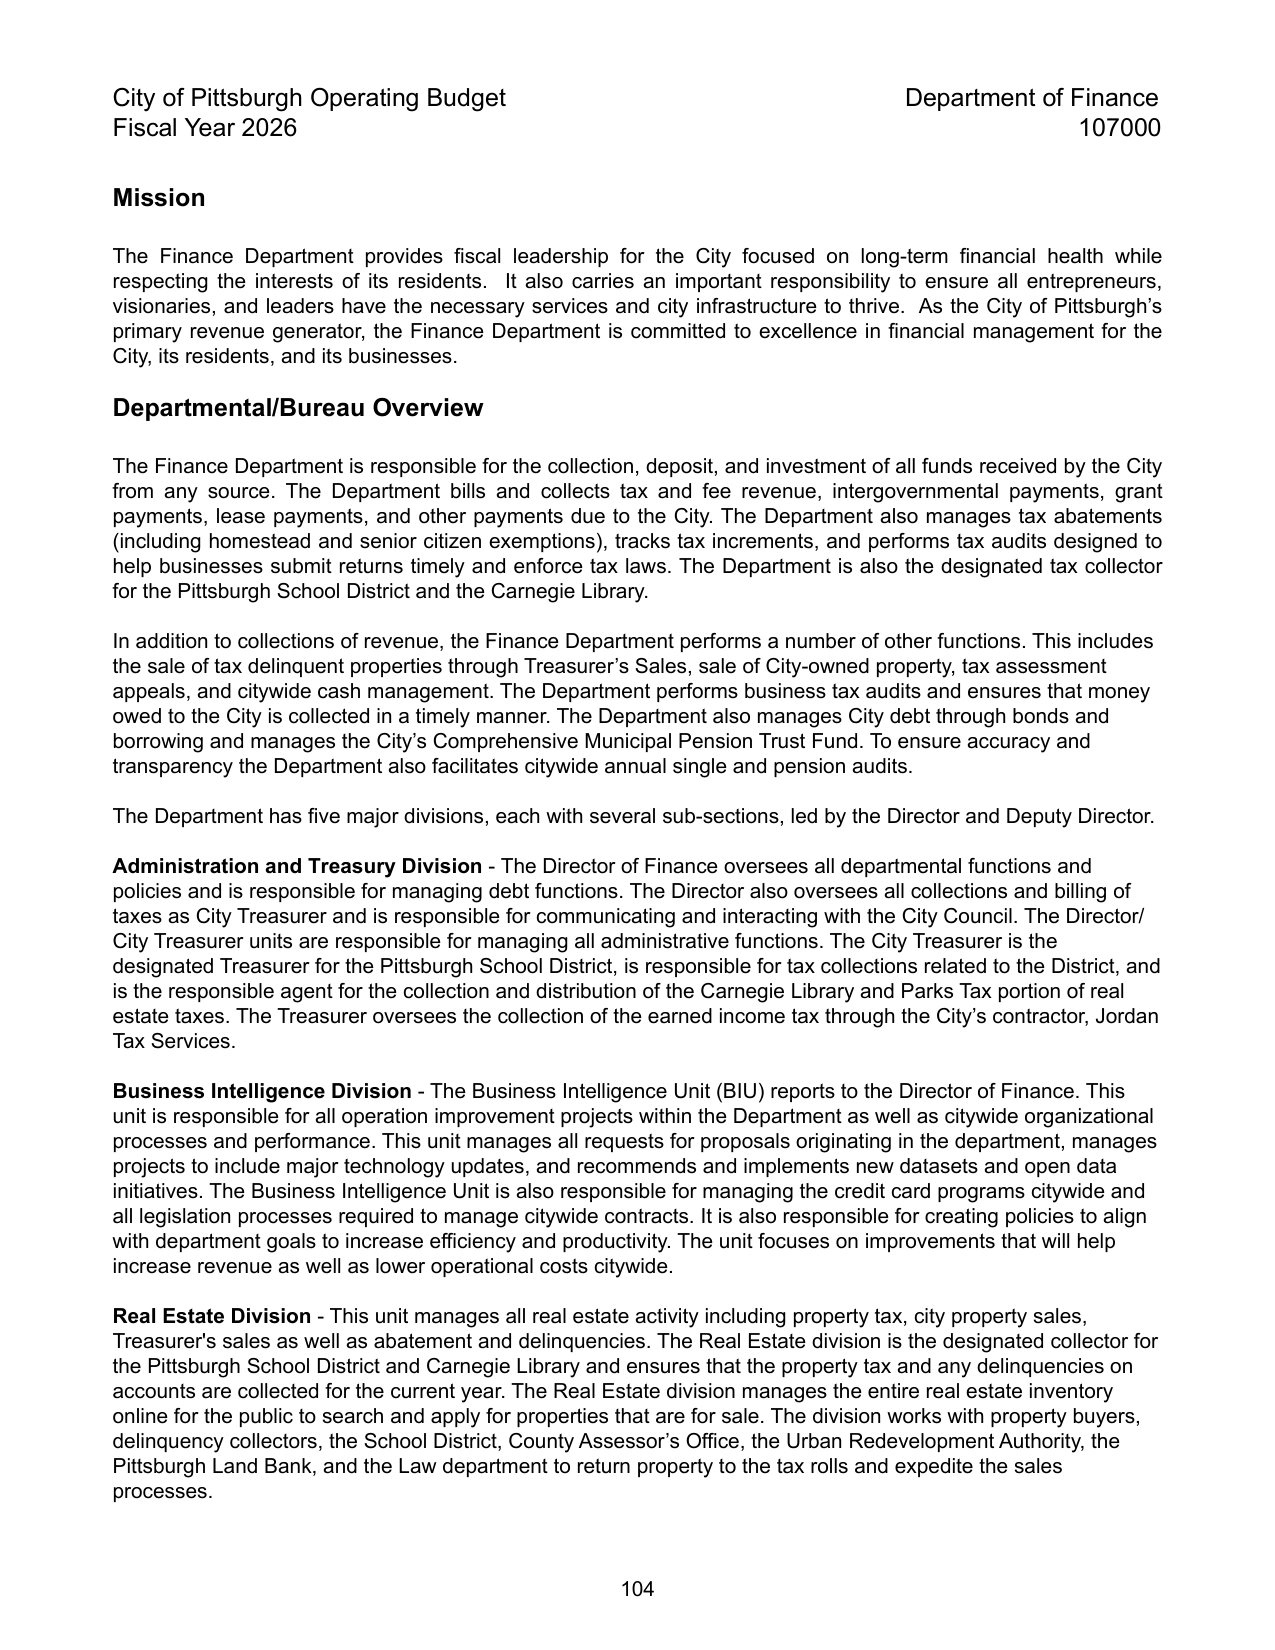 City of Pittsburgh Operating Budget
Fiscal Year 2026
Department of Finance
107000
Mission
The Finance Department provides fiscal leadership for the City focused on long-term financial health while
respecting the interests of its residents.  It also carries an important responsibility to ensure all entrepreneurs,
visionaries, and leaders have the necessary services and city infrastructure to thrive.  As the City of Pittsburgh’s
primary revenue generator, the Finance Department is committed to excellence in financial management for the
City, its residents, and its businesses.
Departmental/Bureau Overview
The Finance Department is responsible for the collection, deposit, and investment of all funds received by the City
from any source. The Department bills and collects tax and fee revenue, intergovernmental payments, grant
payments, lease payments, and other payments due to the City. The Department also manages tax abatements
(including homestead and senior citizen exemptions), tracks tax increments, and performs tax audits designed to
help businesses submit returns timely and enforce tax laws. The Department is also the designated tax collector
for the Pittsburgh School District and the Carnegie Library.
In addition to collections of revenue, the Finance Department performs a number of other functions. This includes
the sale of tax delinquent properties through Treasurer’s Sales, sale of City-owned property, tax assessment
appeals, and citywide cash management. The Department performs business tax audits and ensures that money
owed to the City is collected in a timely manner. The Department also manages City debt through bonds and
borrowing and manages the City’s Comprehensive Municipal Pension Trust Fund. To ensure accuracy and
transparency the Department also facilitates citywide annual single and pension audits.
The Department has five major divisions, each with several sub-sections, led by the Director and Deputy Director.
Administration and Treasury Division - The Director of Finance oversees all departmental functions and
policies and is responsible for managing debt functions. The Director also oversees all collections and billing of
taxes as City Treasurer and is responsible for communicating and interacting with the City Council. The Director/
City Treasurer units are responsible for managing all administrative functions. The City Treasurer is the
designated Treasurer for the Pittsburgh School District, is responsible for tax collections related to the District, and
is the responsible agent for the collection and distribution of the Carnegie Library and Parks Tax portion of real
estate taxes. The Treasurer oversees the collection of the earned income tax through the City’s contractor, Jordan
Tax Services.
Business Intelligence Division - The Business Intelligence Unit (BIU) reports to the Director of Finance. This
unit is responsible for all operation improvement projects within the Department as well as citywide organizational
processes and performance. This unit manages all requests for proposals originating in the department, manages
projects to include major technology updates, and recommends and implements new datasets and open data
initiatives. The Business Intelligence Unit is also responsible for managing the credit card programs citywide and
all legislation processes required to manage citywide contracts. It is also responsible for creating policies to align
with department goals to increase efficiency and productivity. The unit focuses on improvements that will help
increase revenue as well as lower operational costs citywide.
Real Estate Division - This unit manages all real estate activity including property tax, city property sales,
Treasurer's sales as well as abatement and delinquencies. The Real Estate division is the designated collector for
the Pittsburgh School District and Carnegie Library and ensures that the property tax and any delinquencies on
accounts are collected for the current year. The Real Estate division manages the entire real estate inventory
online for the public to search and apply for properties that are for sale. The division works with property buyers,
delinquency collectors, the School District, County Assessor’s Office, the Urban Redevelopment Authority, the
Pittsburgh Land Bank, and the Law department to return property to the tax rolls and expedite the sales
processes.
104